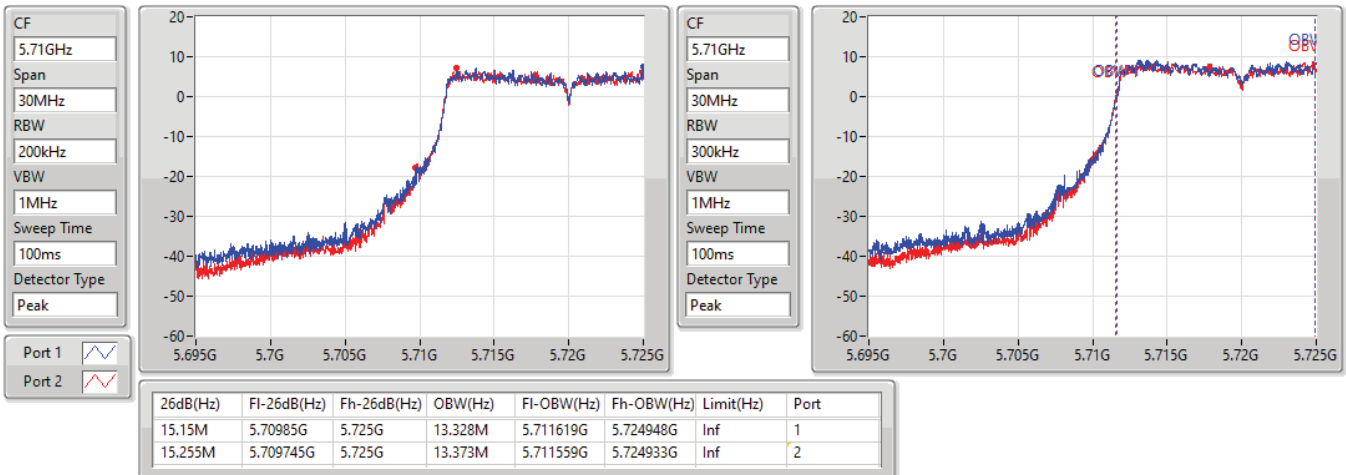 CF
5.71GHz
Span
30MHz
RBW
200kHz
VBW
1MHz
Sweep Time
100ms
Detector Type
Peak
Port 1
Port 2
20
10
0
-10
-20
-30
-40
-50
-60
5.695G 5.7G 5.705G 5.71G 5.715G 5.72G 5.725G
CF
5.71GHz
Span
30MHz
RBW
300kHz
VBW
1MHz
Sweep Time
100ms
Detector Type
Peak
20
10
0
-10
-20
-30
-40
-50
-60
OBW
OBW
5.695G 5.7G 5.705G 5.71G 5.715G 5.72G 5.725G
26dB(Hz) Fl-26dB(Hz) Fh-26dB(Hz) OBW(Hz) Fl-OBW(Hz) Fh-OBW(Hz) Limit(Hz) Port
15.15M 5.70985G 5.725G 13.328M 5.711619G 5.724948G Inf 1
15.255M 5.709745G 5.725G 13.373M 5.711559G 5.724933G Inf 2